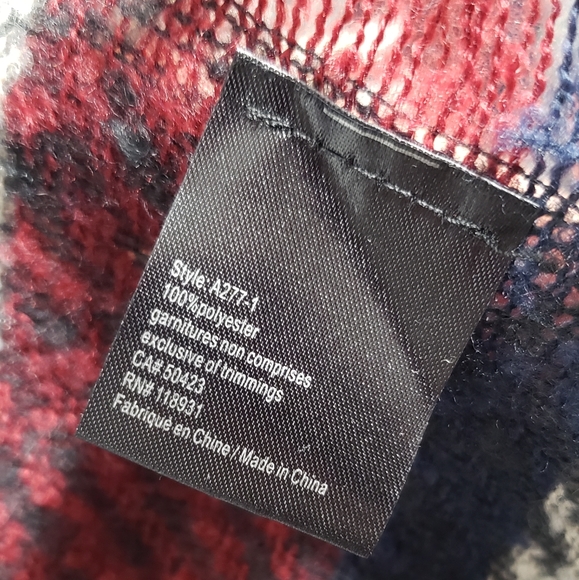 Style: A277-1
100%polyester
garnitures non comprises
exclusive of trimmings
CA# 50423
RN# 118931
Fabriqué en Chine / Made in China